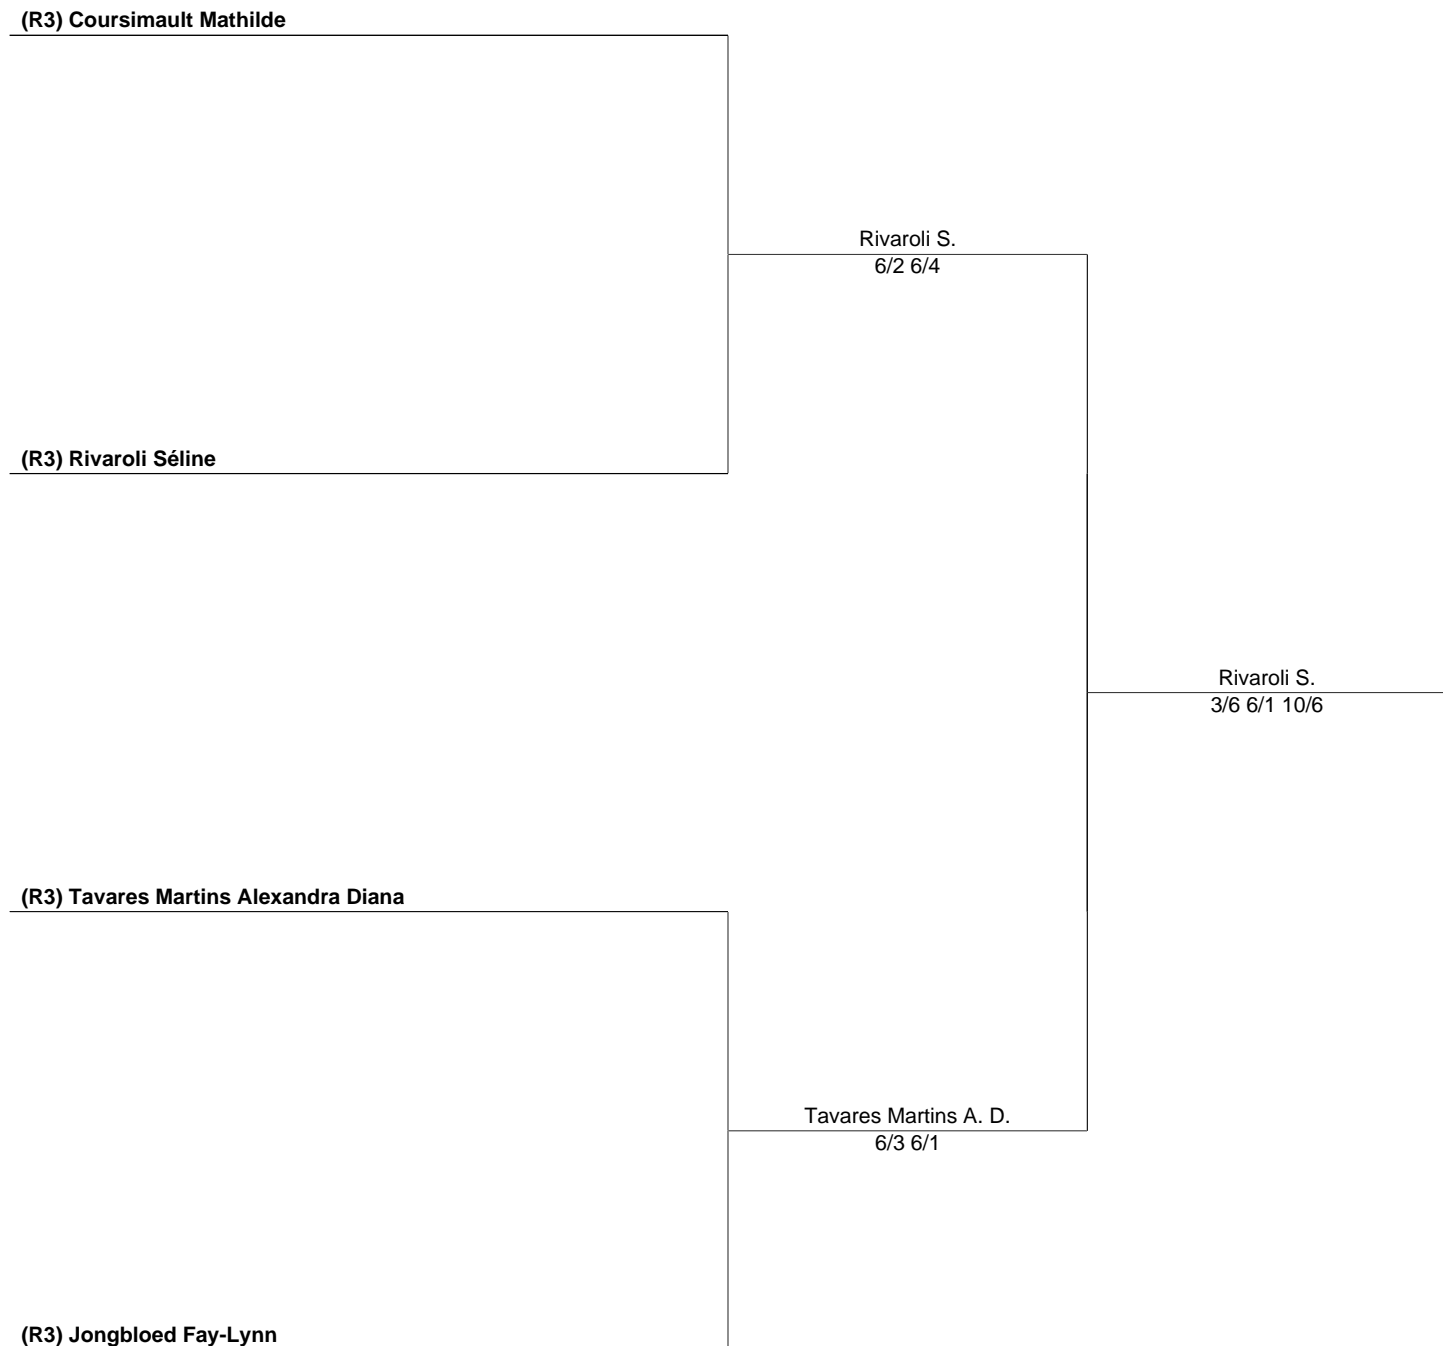 (R3) Coursimault Mathilde
Rivaroli S.
6/2 6/4
(R3) Rivaroli Séline
Rivaroli S.
3/6 6/1 10/6
(R3) Tavares Martins Alexandra Diana
Tavares Martins A. D.
6/3 6/1
(R3) Jongbloed Fay-Lynn